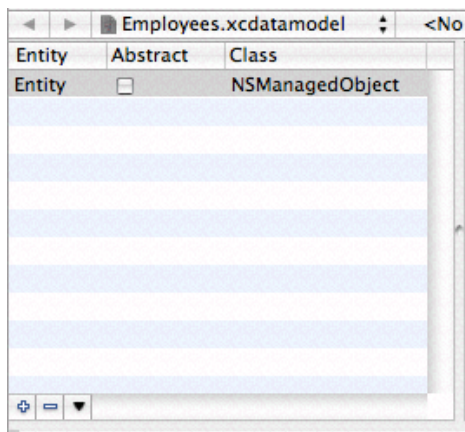 Employees.xcdatamodel <No
Entity Abstract Class
Entity NSManagedObject